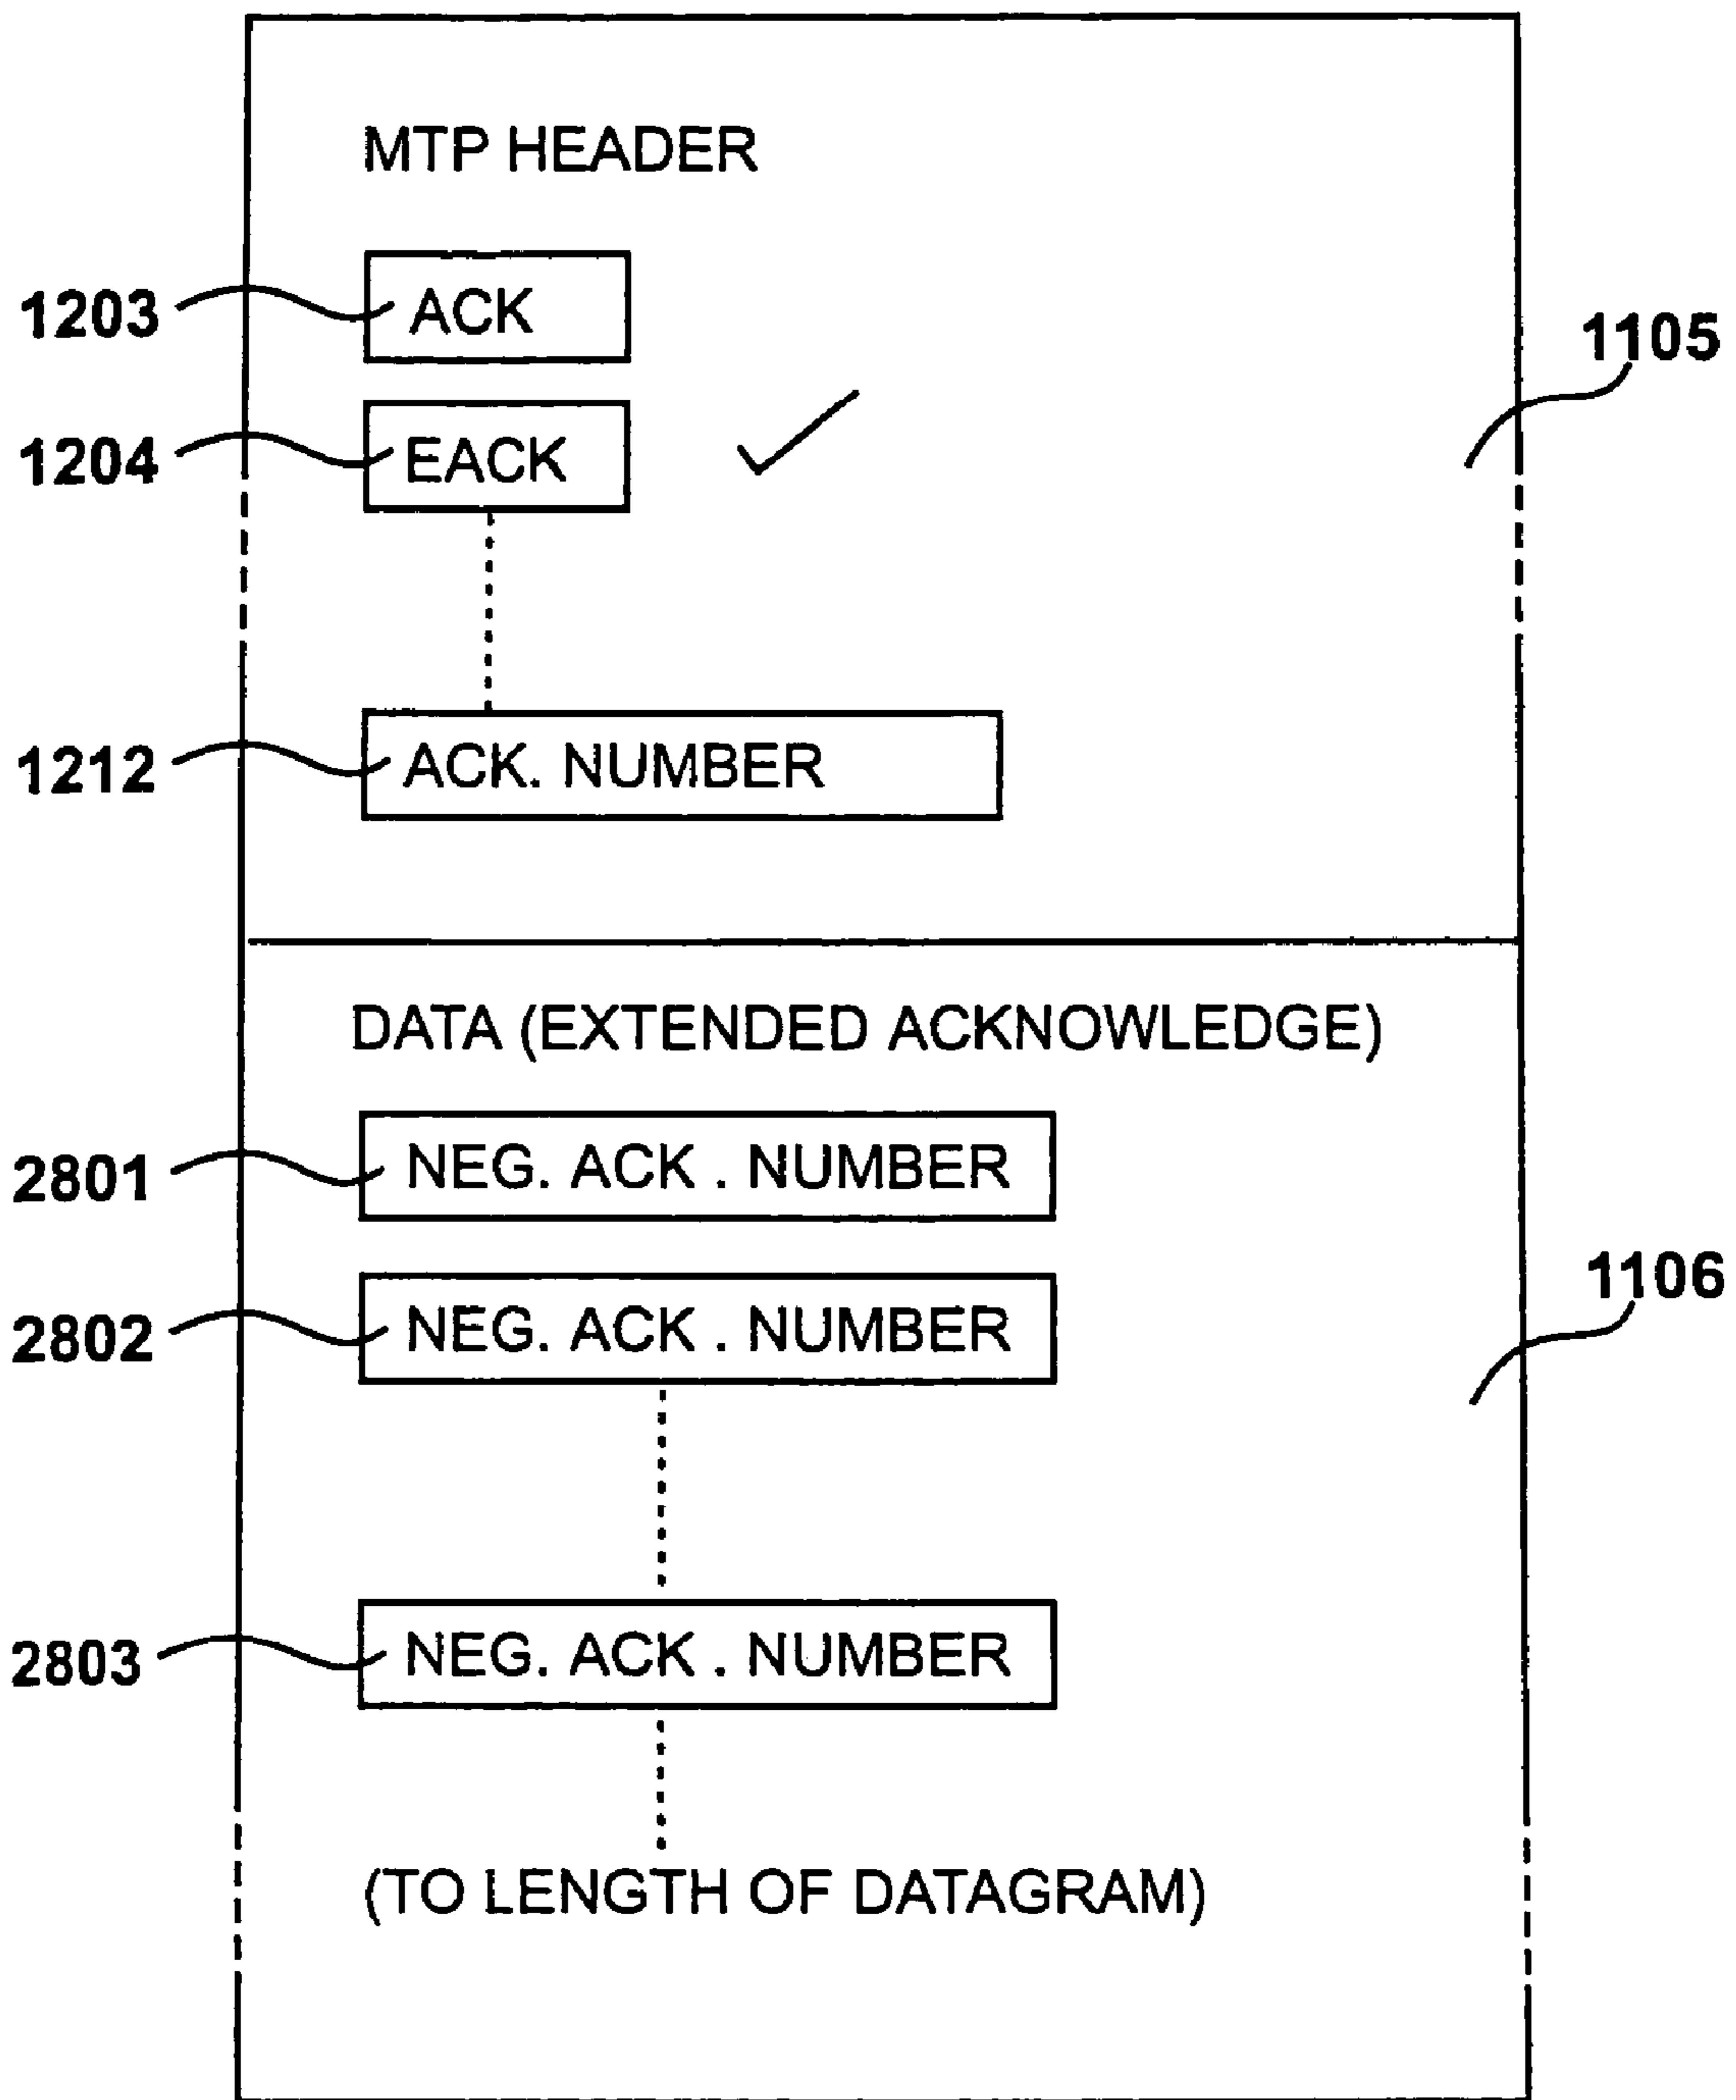 MTP HEADER
1203
ACK
1105
1204
EACK
1212
ACK. NUMBER
DATA (EXTENDED ACKNOWLEDGE)
2801
NEG. ACK . NUMBER
1106
2802
NEG. ACK . NUMBER
2803
NEG. ACK . NUMBER
(TO LENGTH OF DATAGRAM)